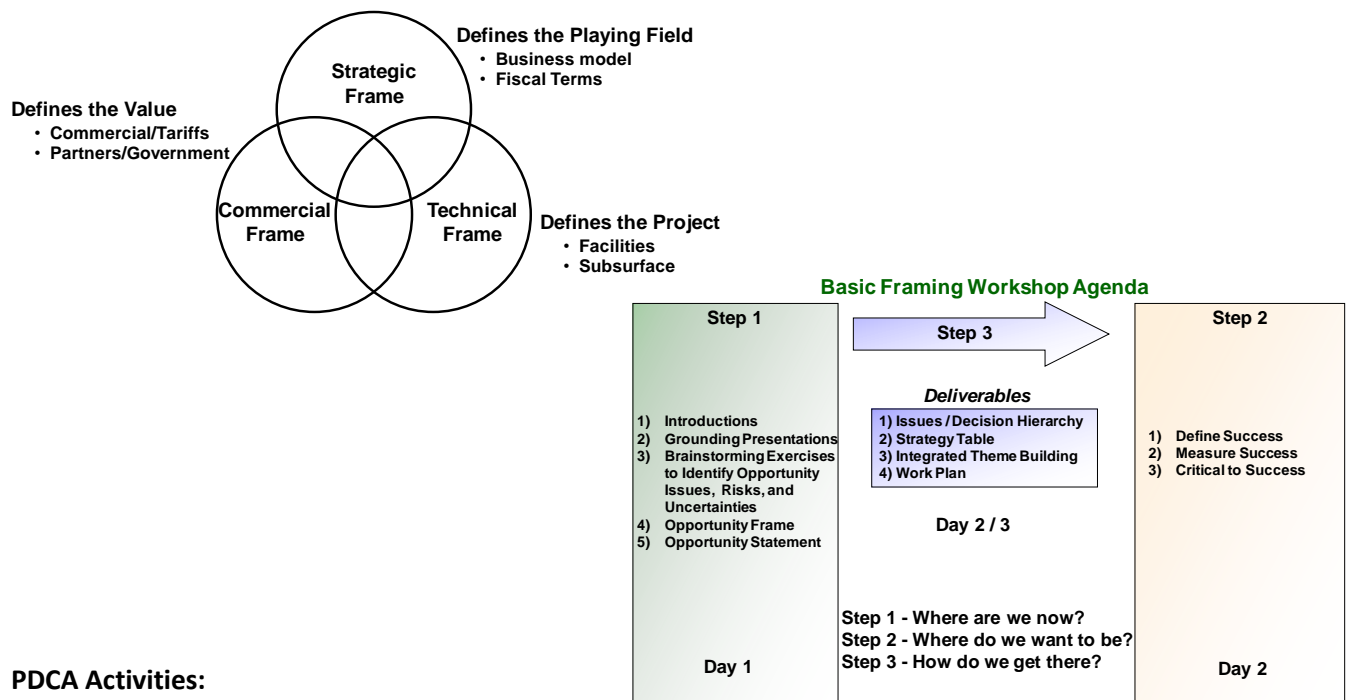 Defines the Playing Field
• Business model
• Fiscal Terms
Strategic
Frame
Defines the Value
• Commercial/Tariffs
• Partners/Government
Commercial
Frame
Technical
Frame
Defines the Project
• Facilities
• Subsurface
Basic Framing Workshop Agenda
Step 1
1) Introductions
2) Grounding Presentations
3) Brainstorming Exercises
to Identify Opportunity
Issues, Risks, and
Uncertainties
4) Opportunity Frame
5) Opportunity Statement
Day 1
Step 3
Deliverables
1) Issues / Decision Hierarchy
2) Strategy Table
3) Integrated Theme Building
4) Work Plan
Day 2 / 3
Step 1 - Where are we now?
Step 2 - Where do we want to be?
Step 3 - How do we get there?
Step 2
1) Define Success
2) Measure Success
3) Critical to Success
Day 2
PDCA Activities: